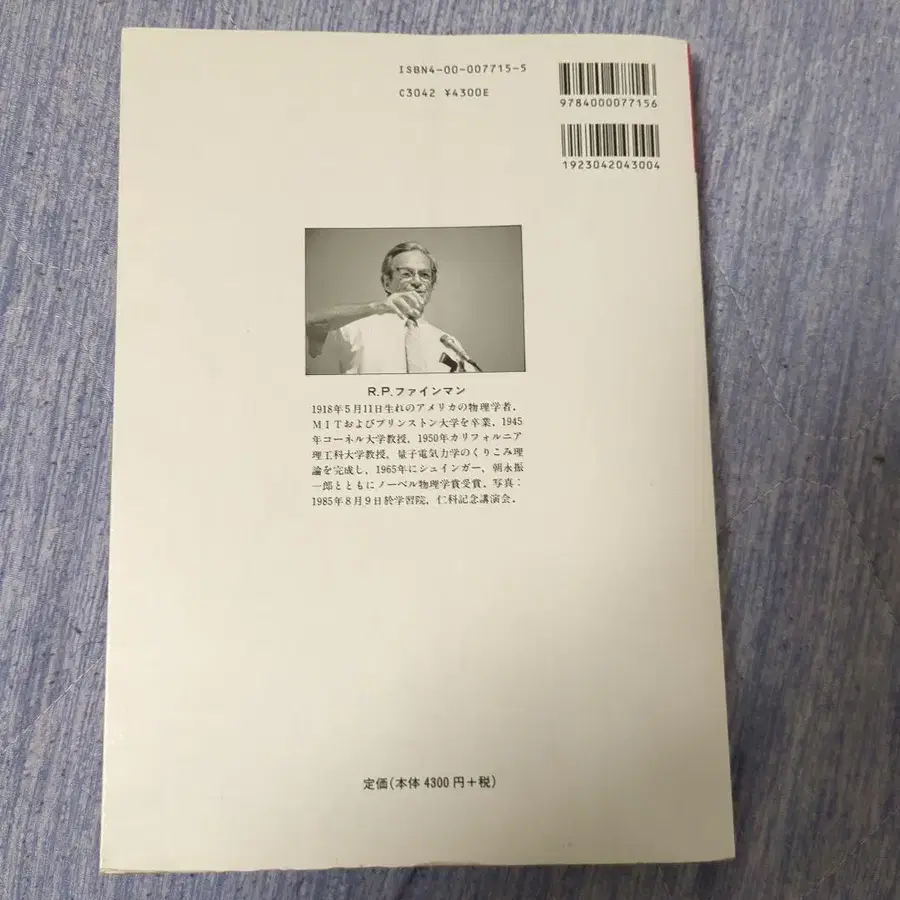 ISBN4-00-007715-5
C3042 ¥4300E
9784000077156
1923042043004
R.P.ファインマン
1918年5月11日生れのアメリカの物理学者.
MITおよびプリンストン大学を卒業.1945
年コーネル大学教授,1950年カリフォルニア
理工科大学教授.量子電気力学のくりこみ理
論を完成し,1965年にシュインガー,朝永振
一郎とともにノーベル物理学賞受賞.写真:
1985年8月9日於学習院,仁科記念講演会.
定価(本体 4300 円+税)